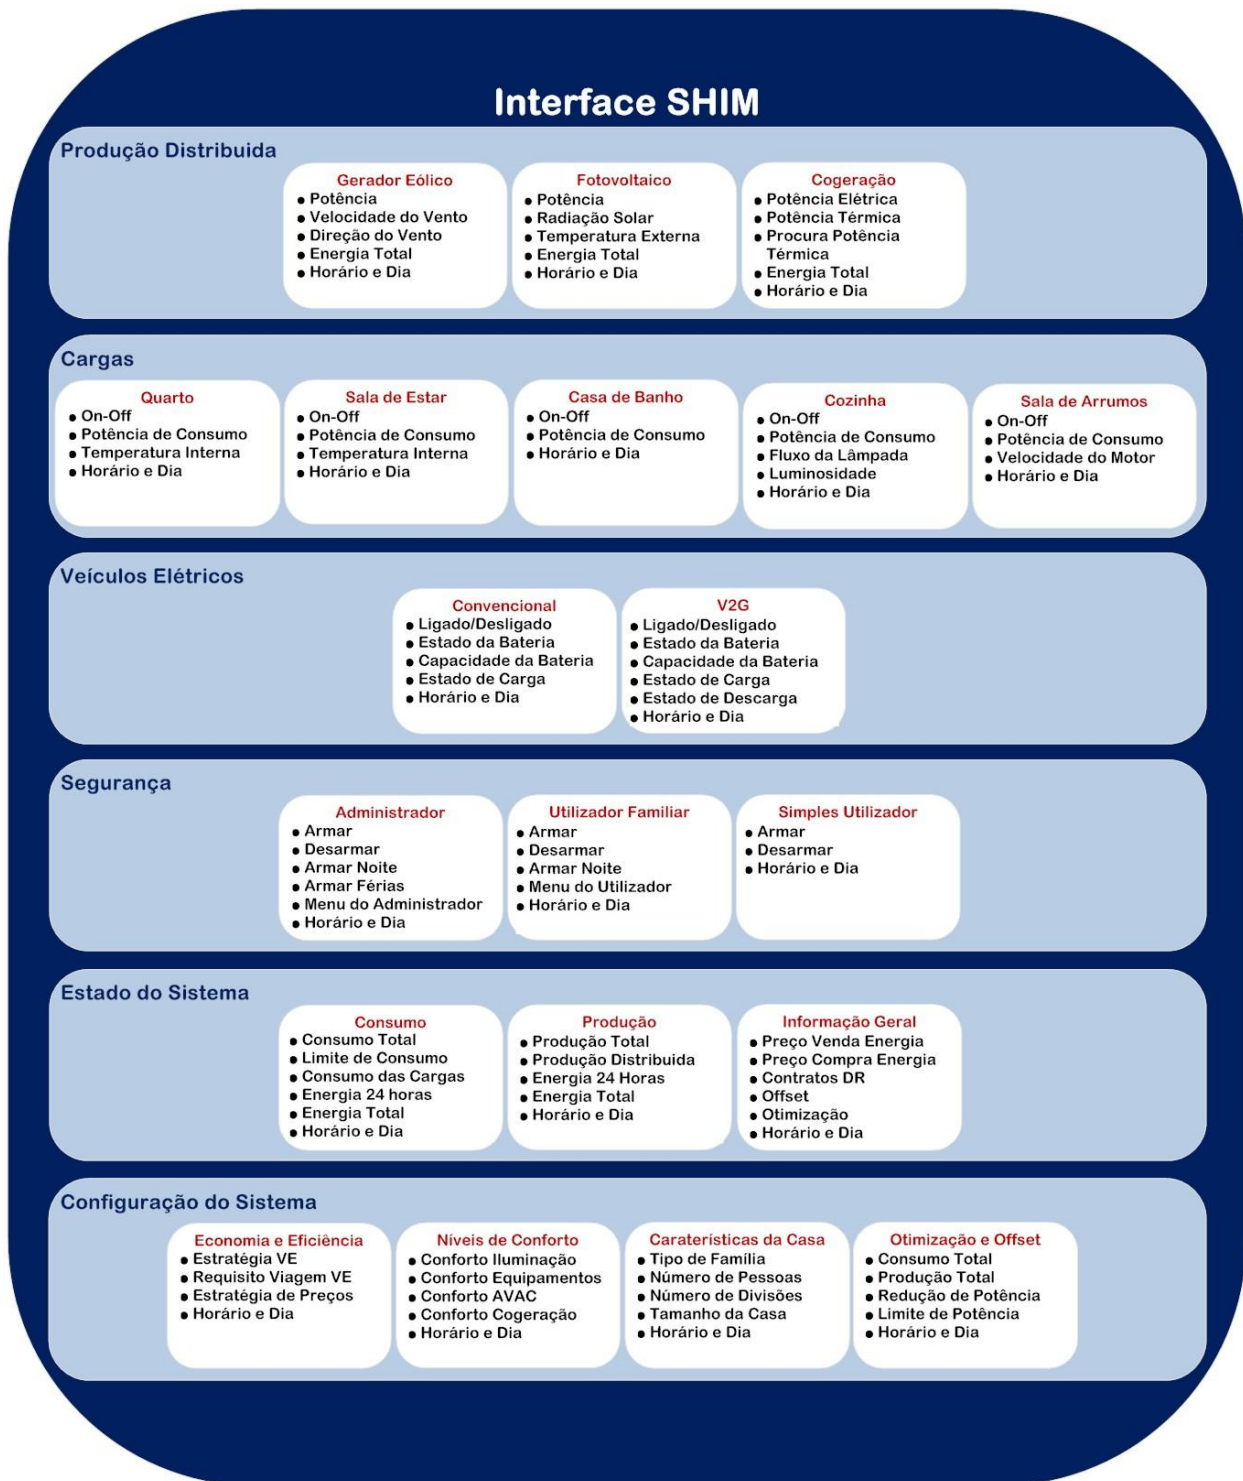 Interface SHIM
Produção Distribuida
Gerador Eólico
● Potência
● Velocidade do Vento
● Direção do Vento
● Energia Total
● Horário e Dia
Fotovoltaico
● Potência
● Radiação Solar
● Temperatura Externa
● Energia Total
● Horário e Dia
Cogeração
● Potência Elétrica
● Potência Térmica
● Procura Potência
Térmica
● Energia Total
● Horário e Dia
Cargas
Quarto
● On-Off
● Potência de Consumo
● Temperatura Interna
● Horário e Dia
Sala de Estar
● On-Off
● Potência de Consumo
● Temperatura Interna
● Horário e Dia
Casa de Banho
● On-Off
● Potência de Consumo
● Horário e Dia
Cozinha
● On-Off
● Potência de Consumo
● Fluxo da Lâmpada
● Luminosidade
● Horário e Dia
Sala de Arrumos
● On-Off
● Potência de Consumo
● Velocidade do Motor
● Horário e Dia
Veículos Elétricos
Convencional
● Ligado/Desligado
● Estado da Bateria
● Capacidade da Bateria
● Estado de Carga
● Horário e Dia
V2G
● Ligado/Desligado
● Estado da Bateria
● Capacidade da Bateria
● Estado de Carga
● Estado de Descarga
● Horário e Dia
Segurança
Administrador
● Armar
● Desarmar
● Armar Noite
● Armar Férias
● Menu do Administrador
● Horário e Dia
Utilizador Familiar
● Armar
● Desarmar
● Armar Noite
● Menu do Utilizador
● Horário e Dia
Simples Utilizador
● Armar
● Desarmar
● Horário e Dia
Estado do Sistema
Consumo
● Consumo Total
● Limite de Consumo
● Consumo das Cargas
● Energia 24 horas
● Energia Total
● Horário e Dia
Produção
● Produção Total
● Produção Distribuida
● Energia 24 Horas
● Energia Total
● Horário e Dia
Informação Geral
● Preço Venda Energia
● Preço Compra Energia
● Contratos DR
● Offset
● Otimização
● Horário e Dia
Configuração do Sistema
Economia e Eficiência
● Estratégia VE
● Requisito Viagem VE
● Estratégia de Preços
● Horário e Dia
Níveis de Conforto
● Conforto Iluminação
● Conforto Equipamentos
● Conforto AVAC
● Conforto Cogeração
● Horário e Dia
Caraterísticas da Casa
● Tipo de Família
● Número de Pessoas
● Número de Divisões
● Tamanho da Casa
● Horário e Dia
Otimização e Offset
● Consumo Total
● Produção Total
● Redução de Potência
● Limite de Potência
● Horário e Dia